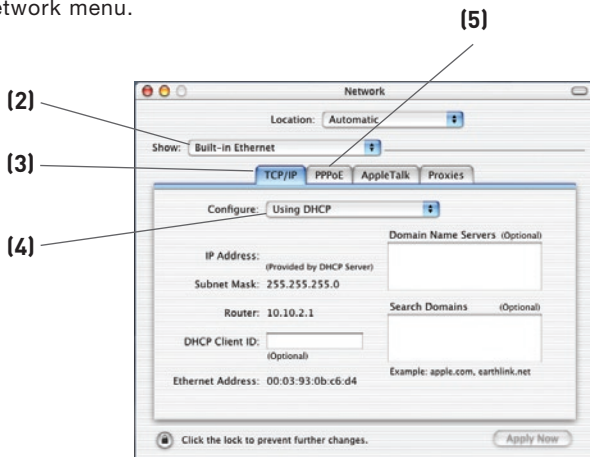 etwork menu.
(5)
(2)
(3)
(4)
Network
Location: Automatic
Show: Built-in Ethernet
TCP/IP PPPoE AppleTalk Proxies
Configure: Using DHCP
Domain Name Servers (Optional)
IP Address:
(Provided by DHCP Server)
Subnet Mask: 255.255.255.0
Router: 10.10.2.1
Search Domains (Optional)
DHCP Client ID:
(Optional)
Example: apple.com, earthlink.net
Ethernet Address: 00:03:93:0b:c6:d4
Click the lock to prevent further changes.
Apply Now